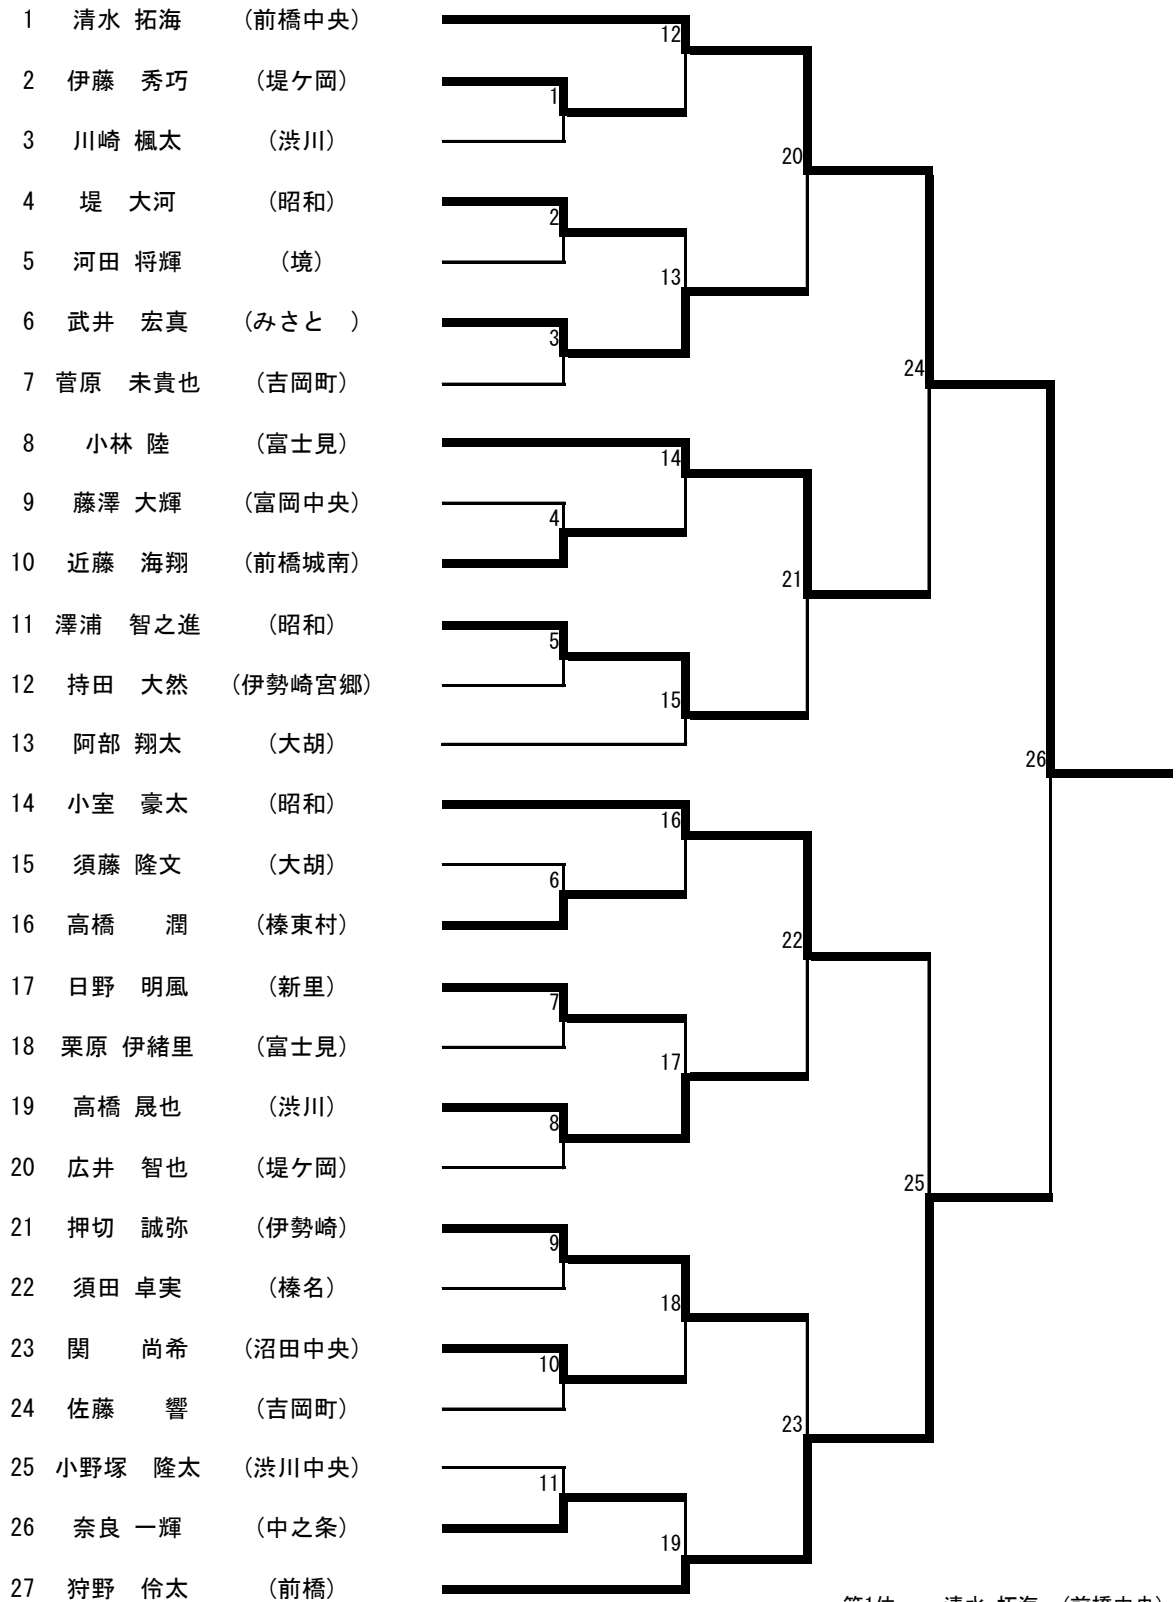 1 清水 拓海 (前橋中央)
12
2 伊藤 秀巧 (堤ケ岡)
1
3 川崎 楓太 (渋川)
20
4 堤 大河 (昭和)
2
5 河田 将輝 (境)
13
6 武井 宏真 (みさと )
3
24
7 菅原 未貴也 (吉岡町)
8 小林 陸 (富士見)
14
9 藤澤 大輝 (富岡中央)
4
10 近藤 海翔 (前橋城南)
21
11 澤浦 智之進 (昭和)
5
12 持田 大然 (伊勢崎宮郷)
15
13 阿部 翔太 (大胡)
26
14 小室 豪太 (昭和)
16
15 須藤 隆文 (大胡)
6
16 高橋 潤 (榛東村)
22
17 日野 明風 (新里)
7
18 栗原 伊緒里 (富士見)
17
19 高橋 晟也 (渋川)
8
20 広井 智也 (堤ケ岡)
25
21 押切 誠弥 (伊勢崎)
9
22 須田 卓実 (榛名)
18
23 関 尚希 (沼田中央)
10
24 佐藤 響 (吉岡町)
23
25 小野塚 隆太 (渋川中央)
11
26 奈良 一輝 (中之条)
19
27 狩野 伶太 (前橋)
第1位 清水 拓海 (前橋中央)